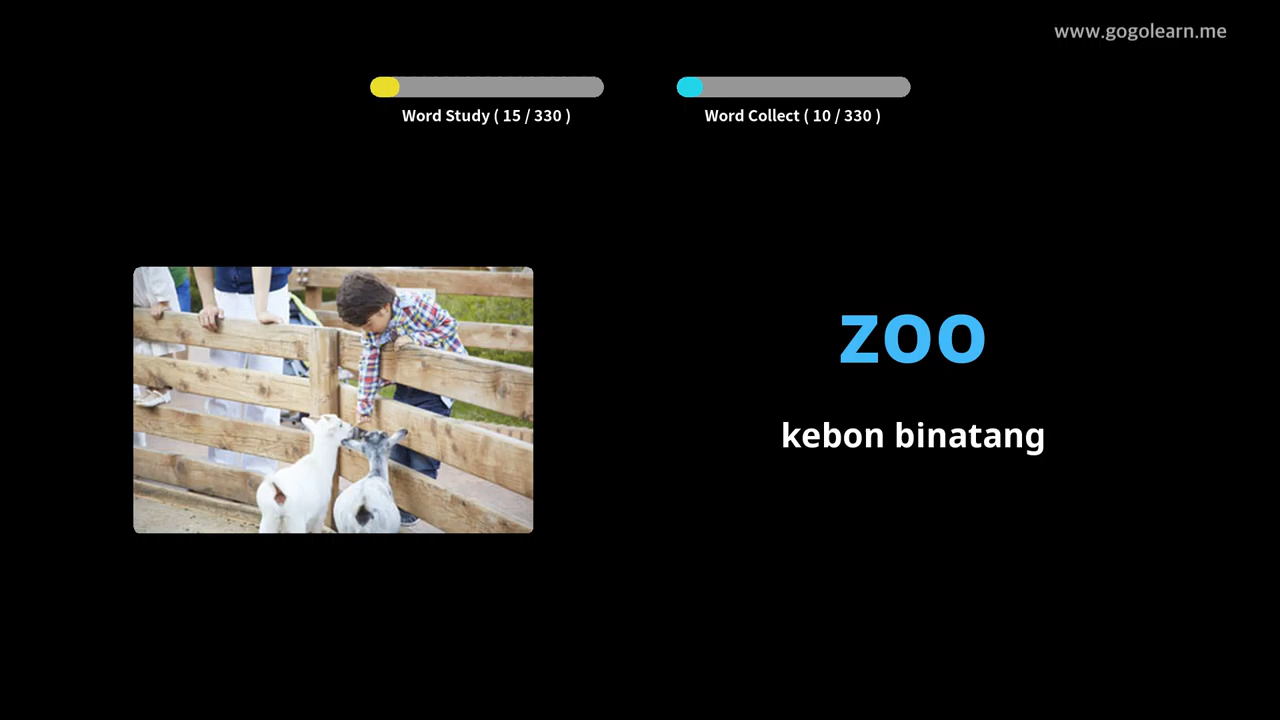 www.gogolearn.me
Word Study ( 15 / 330 )
Word Collect ( 10 / 330 )
zoo
kebon binatang